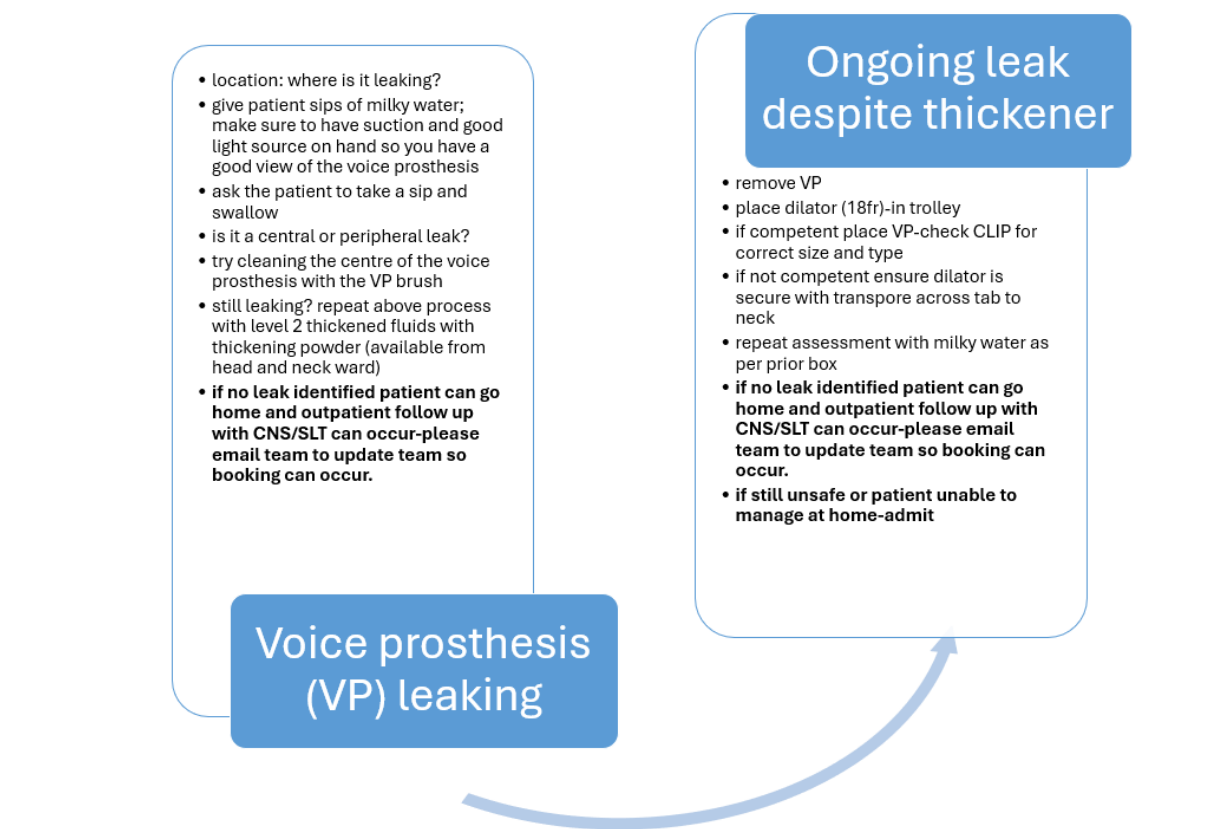 • location: where is it leaking?
• give patient sips of milky water;
make sure to have suction and good
light source on hand so you have a
good view of the voice prosthesis
• ask the patient to take a sip and
swallow
• is it a central or peripheral leak?
• try cleaning the centre of the voice
prosthesis with the VP brush
• still leaking? repeat above process
with level 2 thickened fluids with
thickening powder (available from
head and neck ward)
• if no leak identified patient can go
home and outpatient follow up
with CNS/SLT can occur-please
email team to update team so
booking can occur.
Voice prosthesis
(VP) leaking
Ongoing leak
despite thickener
• remove VP
• place dilator (18fr)-in trolley
• if competent place VP-check CLIP for
correct size and type
• if not competent ensure dilator is
secure with transpore across tab to
neck
• repeat assessment with milky water as
per prior box
• if no leak identified patient can go
home and outpatient follow up with
CNS/SLT can occur-please email
team to update team so booking can
occur.
• if still unsafe or patient unable to
manage at home-admit